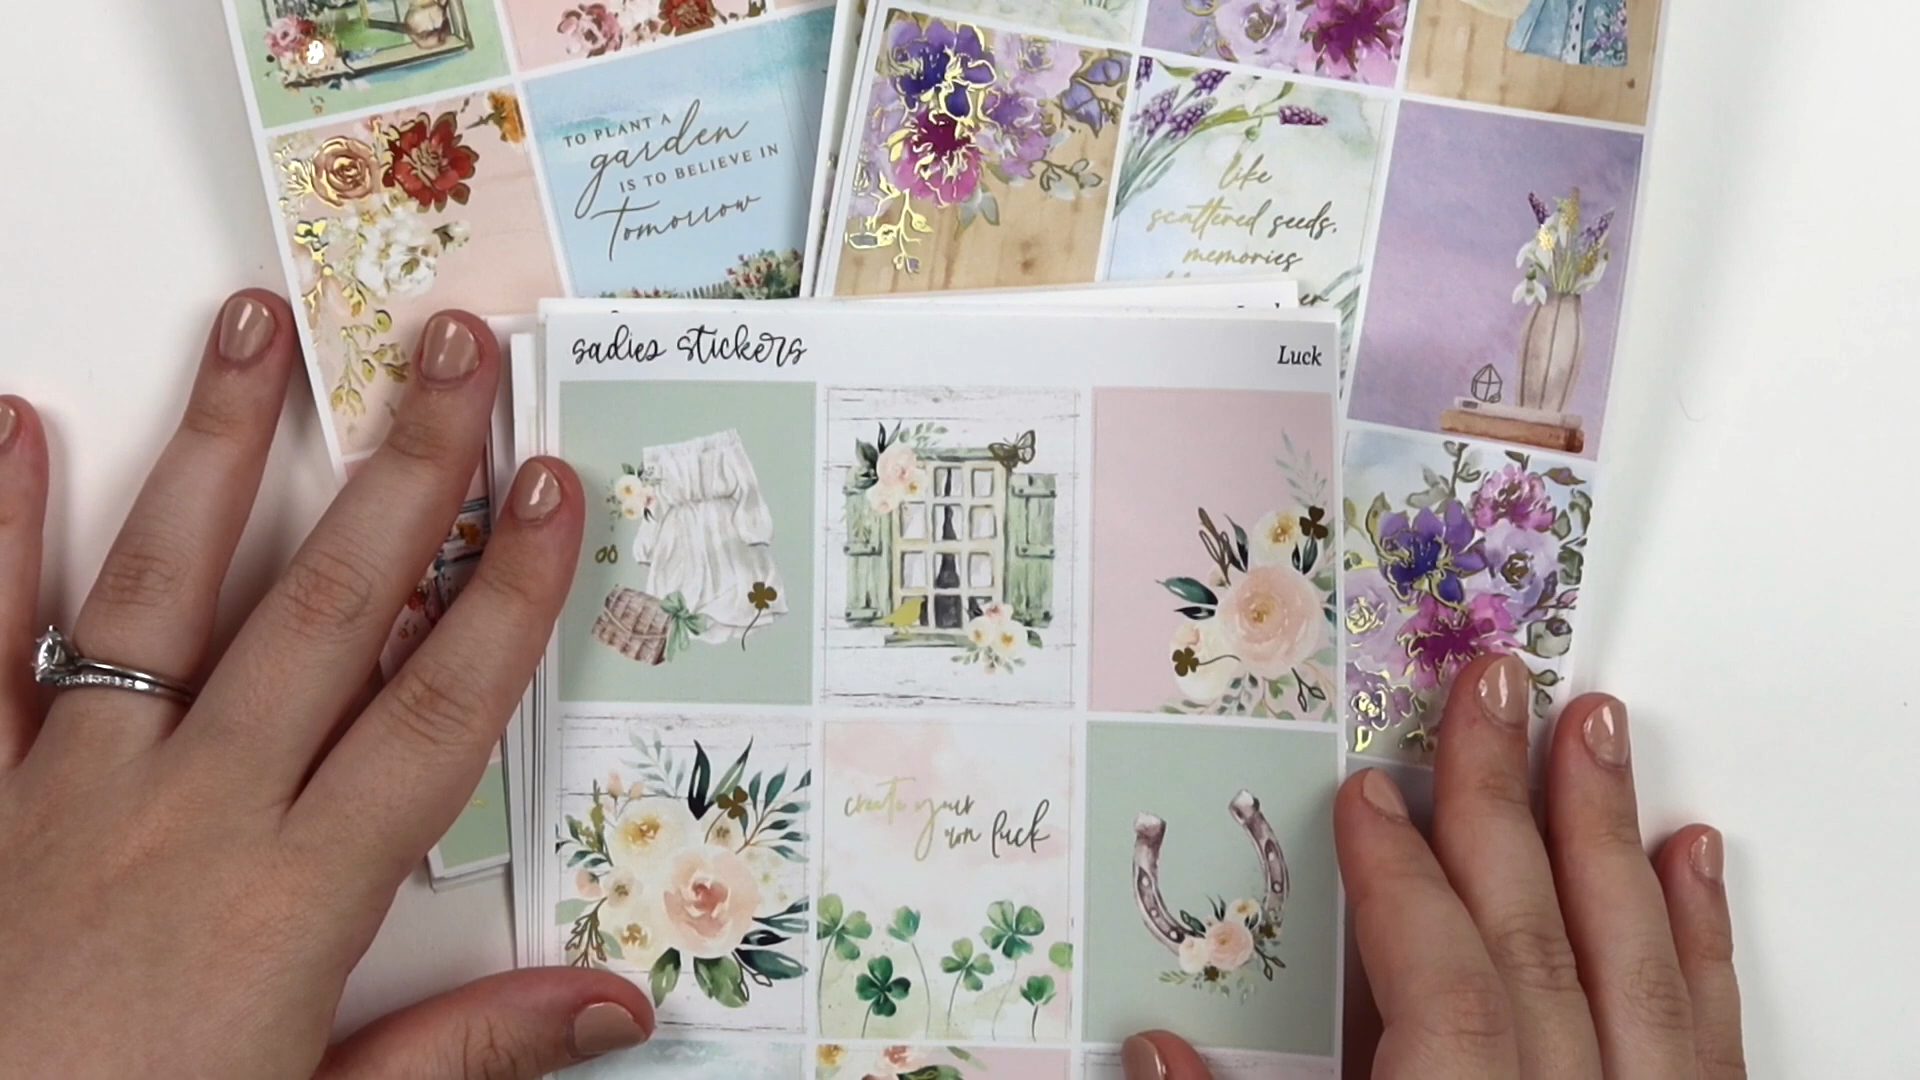 TO PLANT A
garden
IS TO BELIEVE IN
Tomorrow
like
scattered seeds,
memories
sadies stickers
Luck
create your
own luck